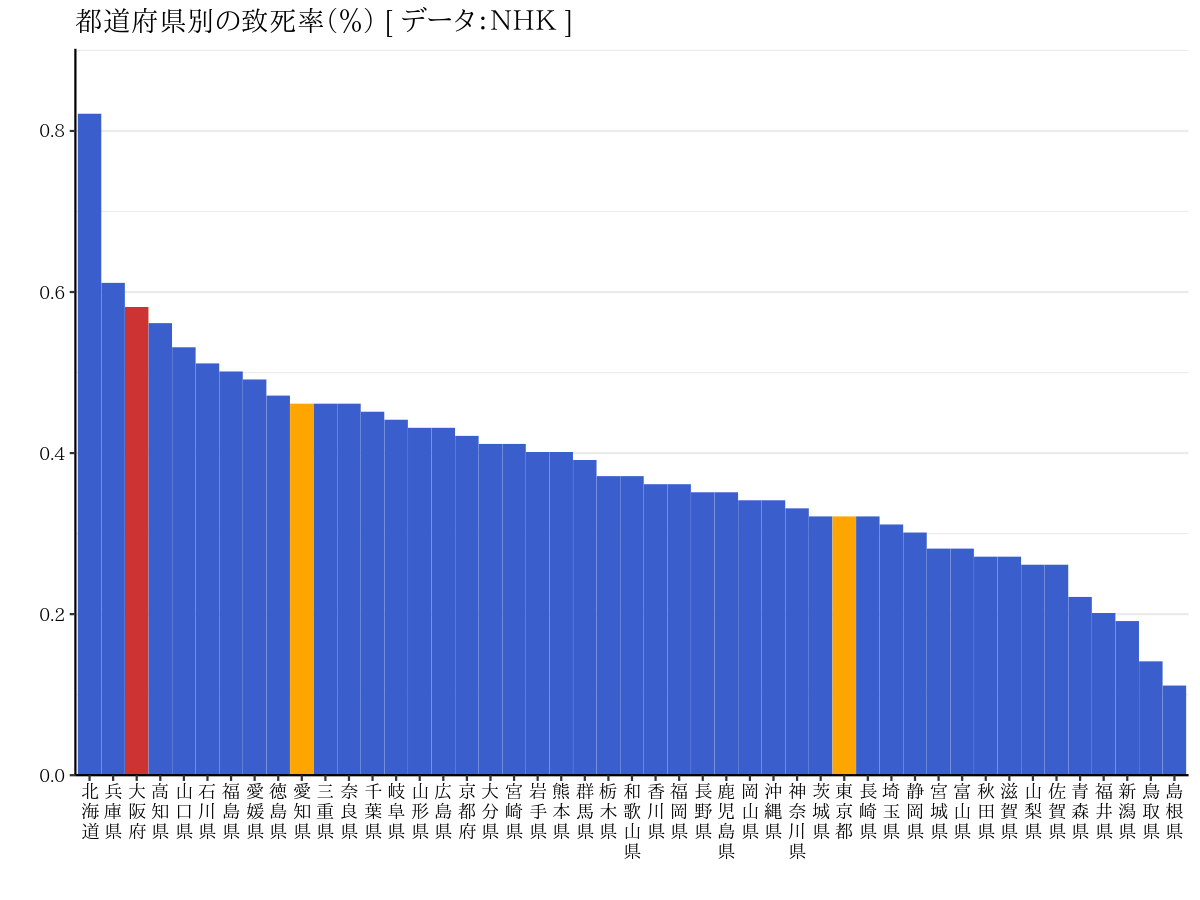 都道府県別の致死率(%) [ データ:NHK ]
0.8
0.6
0.4
0.2
0.0
北海道
兵庫県
大阪府
高知県
山口県
石川県
福島県
愛媛県
徳島県
愛知県
三重県
奈良県
千葉県
岐阜県
山形県
広島県
京都府
大分県
宮崎県
岩手県
熊本県
群馬県
栃木県
和歌山県
香川県
福岡県
長野県
鹿児島県
岡山県
沖縄県
神奈川県
茨城県
東京都
長崎県
埼玉県
静岡県
宮城県
富山県
秋田県
滋賀県
山梨県
佐賀県
青森県
福井県
新潟県
鳥取県
島根県